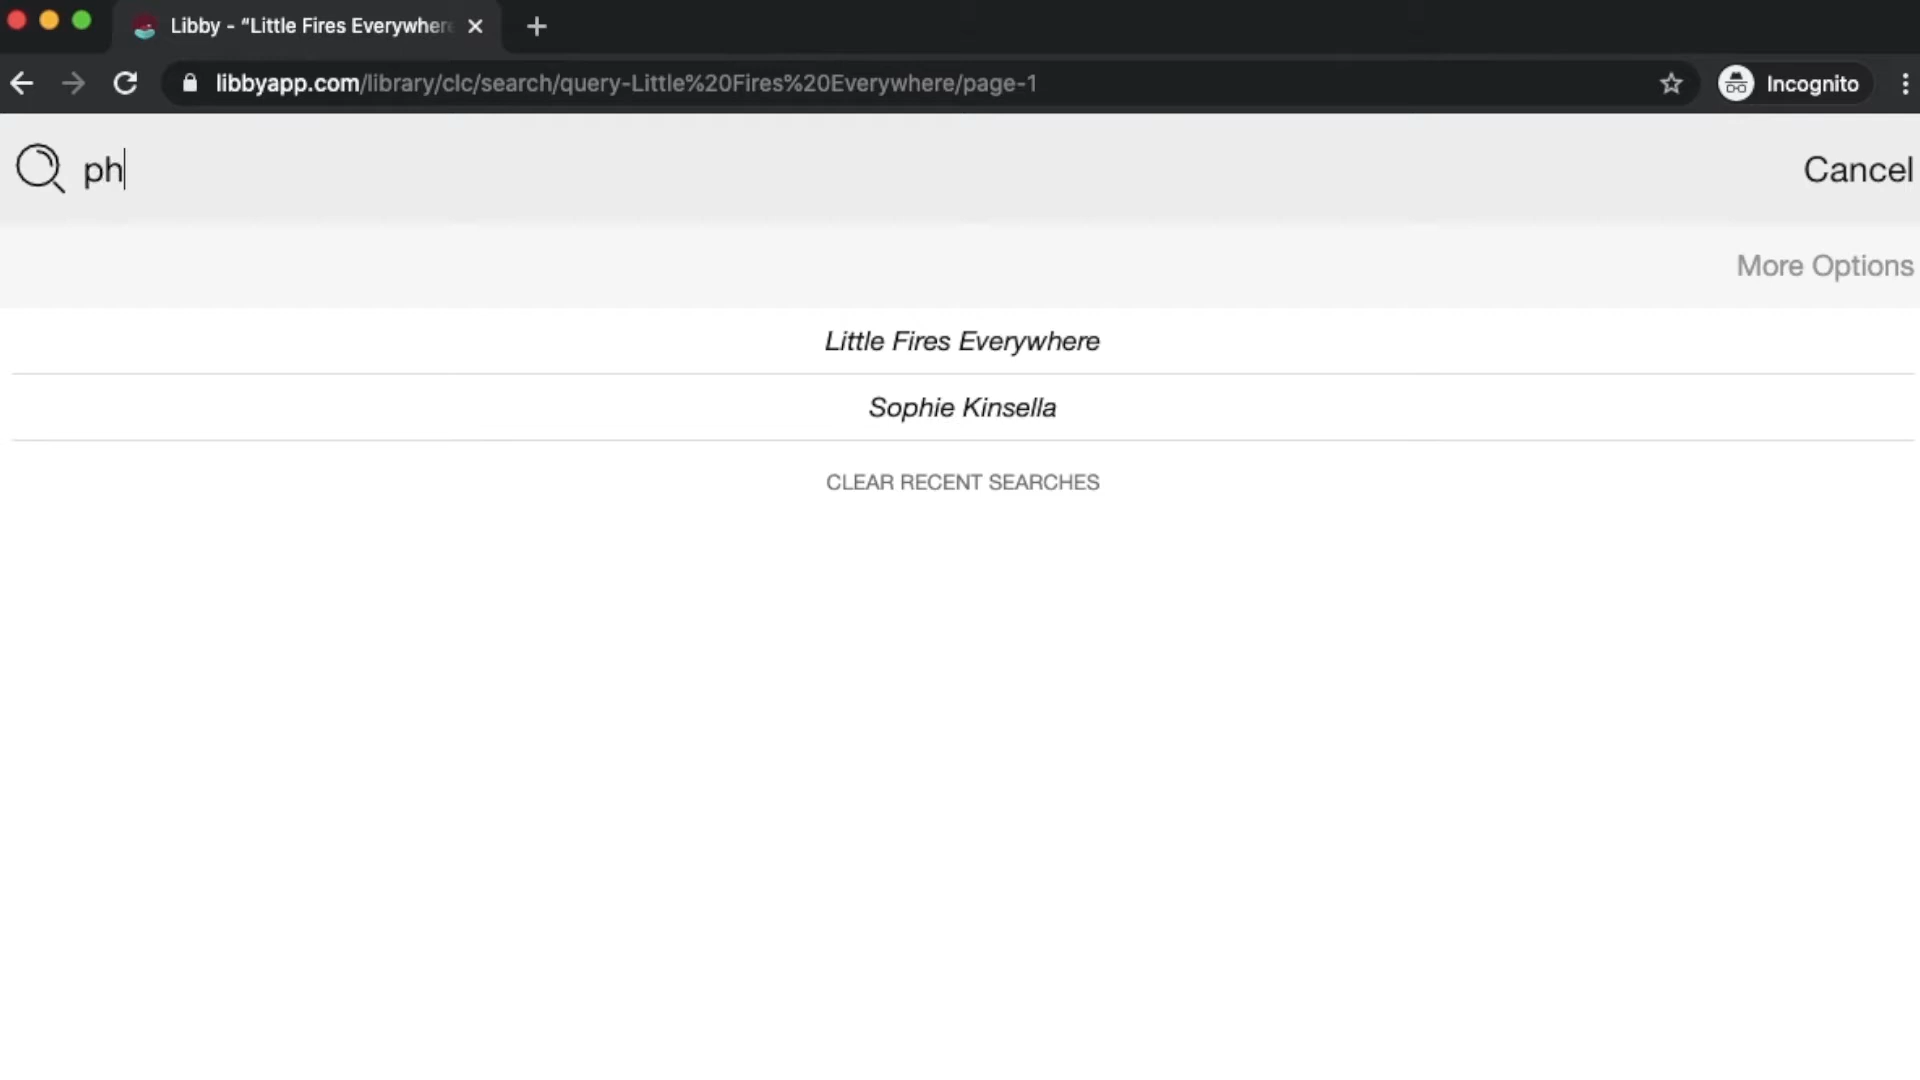 Libby - “Little Fires Everywhere
libbyapp.com/library/clc/search/query-Little%20Fires%20Everywhere/page-1
Incognito
ph
Cancel
More Options
Little Fires Everywhere
Sophie Kinsella
CLEAR RECENT SEARCHES